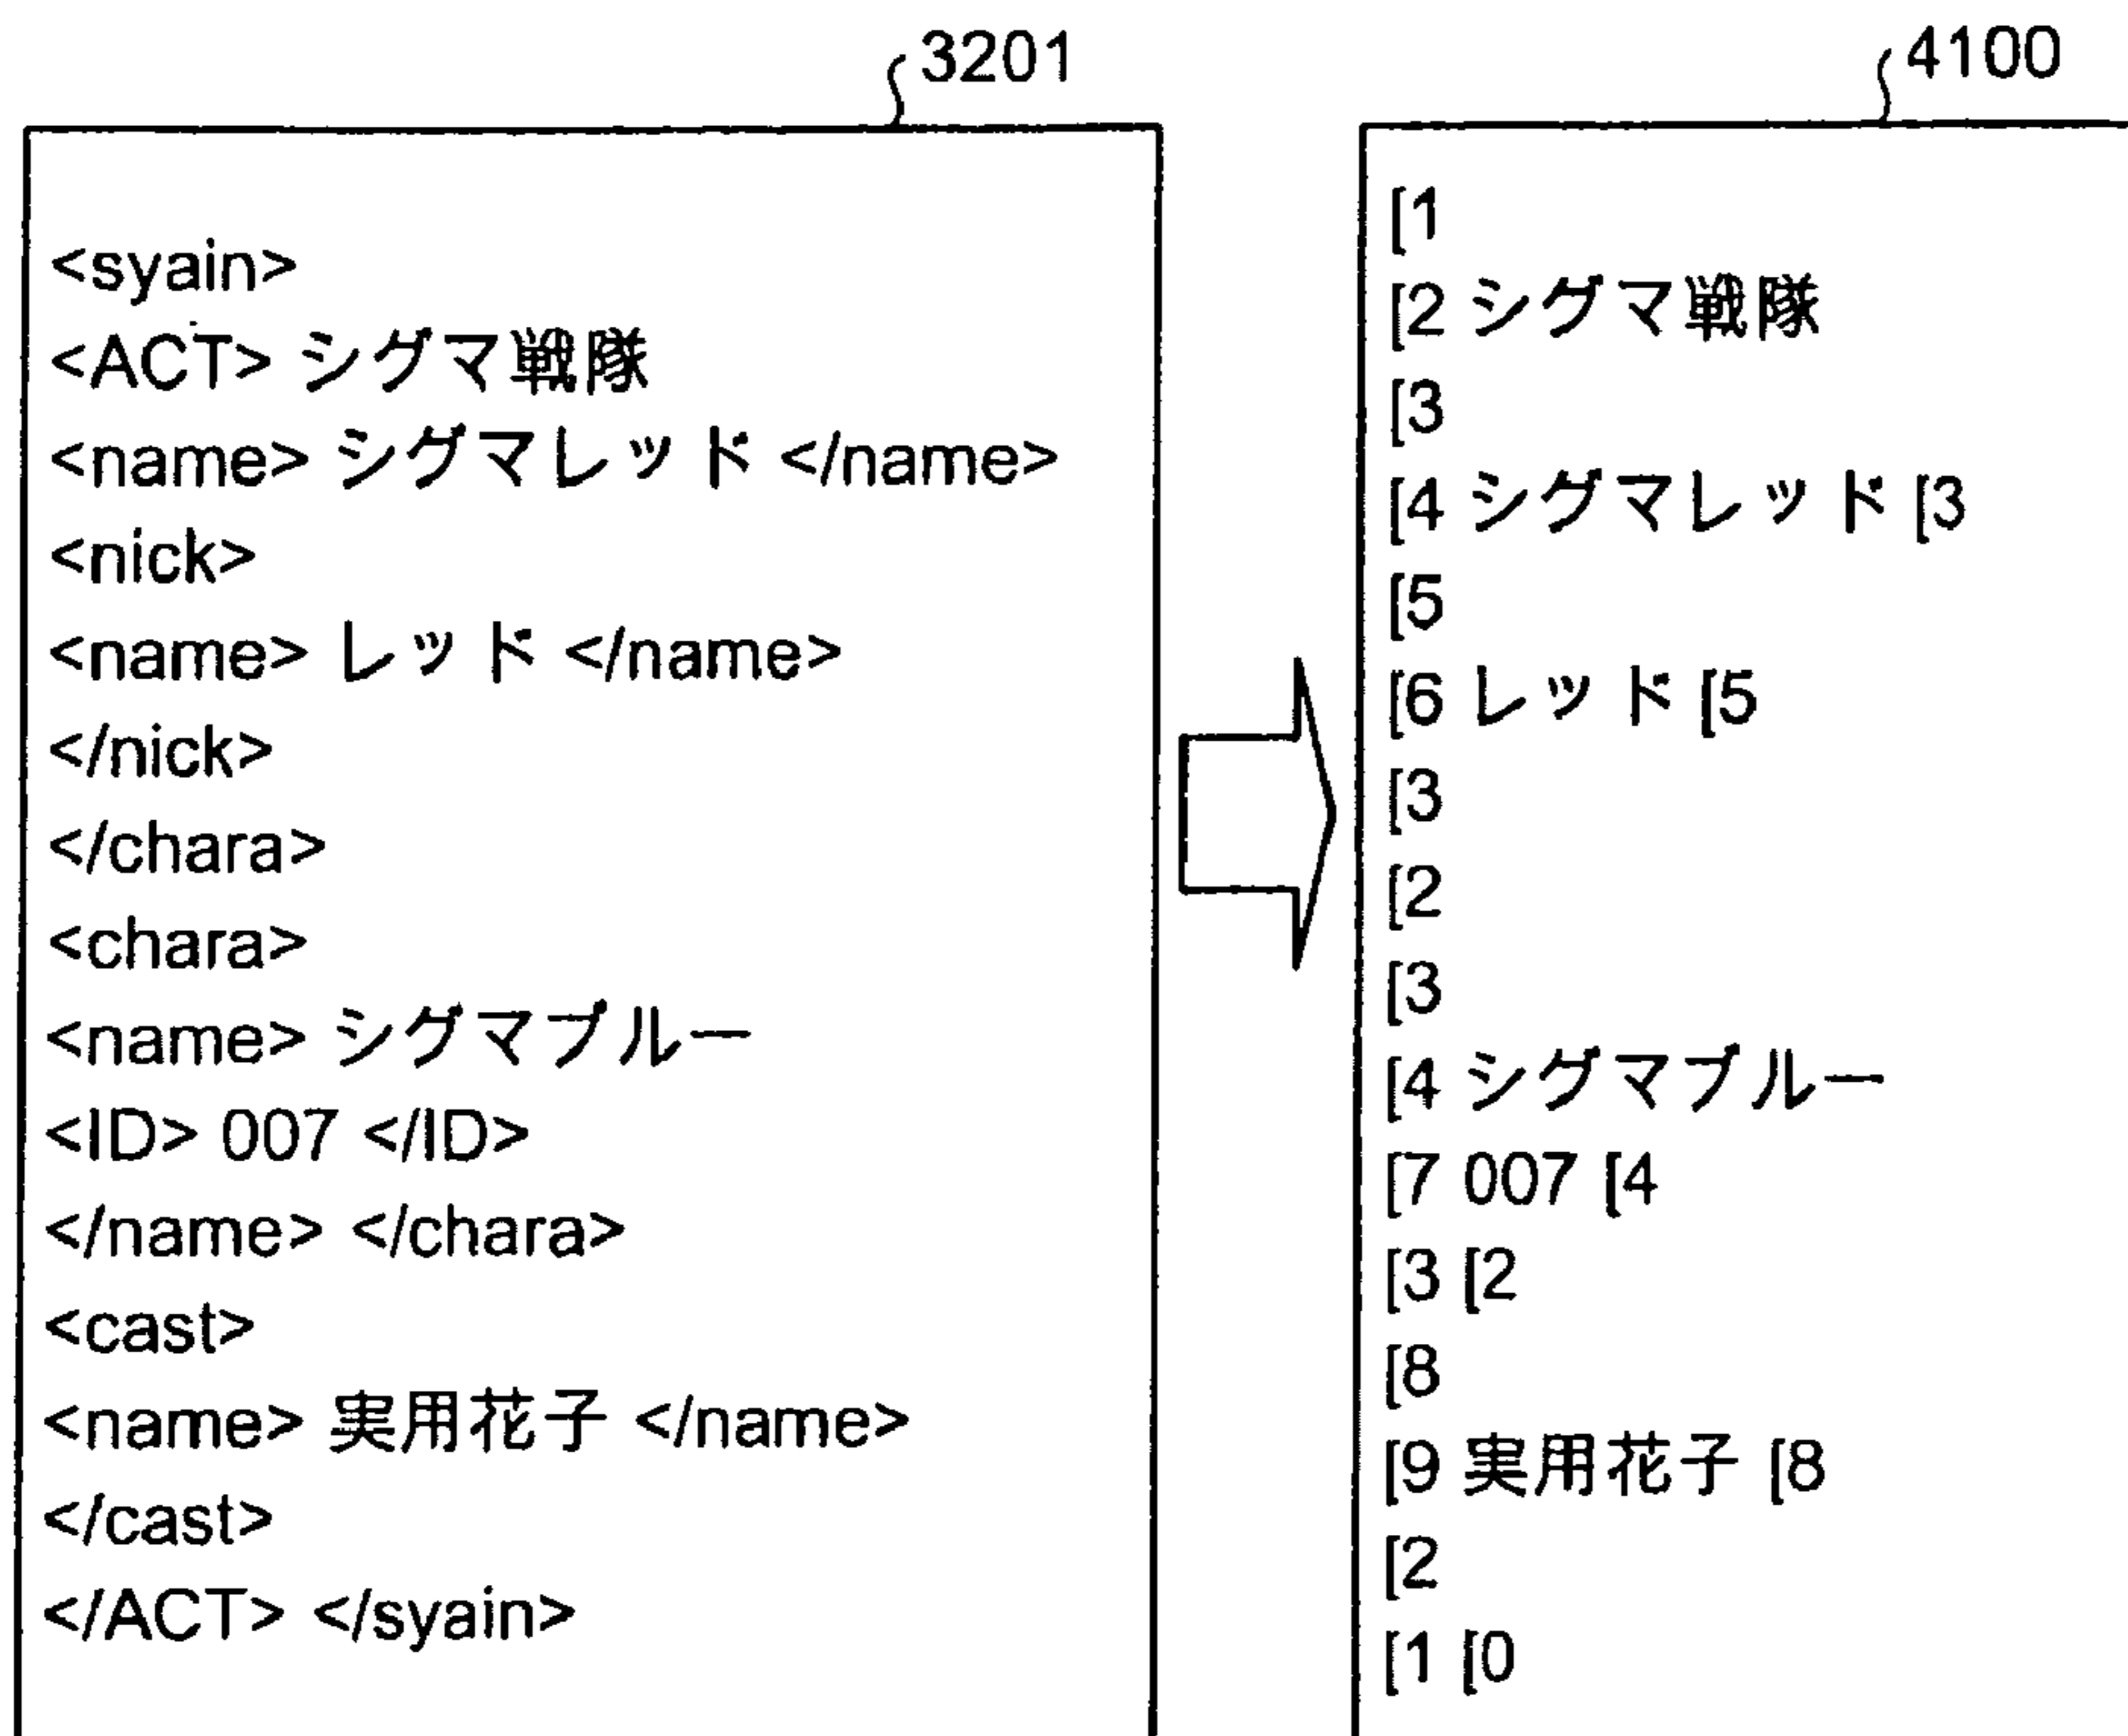 3201
<syain>
<ACT> シグマ戦隊
<name> シグマレッド </name>
<nick>
<name> レッド </name>
</nick>
</chara>
<chara>
<name> シグマブルー
<ID> 007 </ID>
</name> </chara>
<cast>
<name> 実用花子 </name>
</cast>
</ACT> </syain>
4100
[1
[2 シグマ戦隊
[3
[4 シグマレッド [3
[5
[6 レッド [5
[3
[2
[3
[4 シグマブルー
[7 007 [4
[3 [2
[8
[9 実用花子 [8
[2
[1 [0